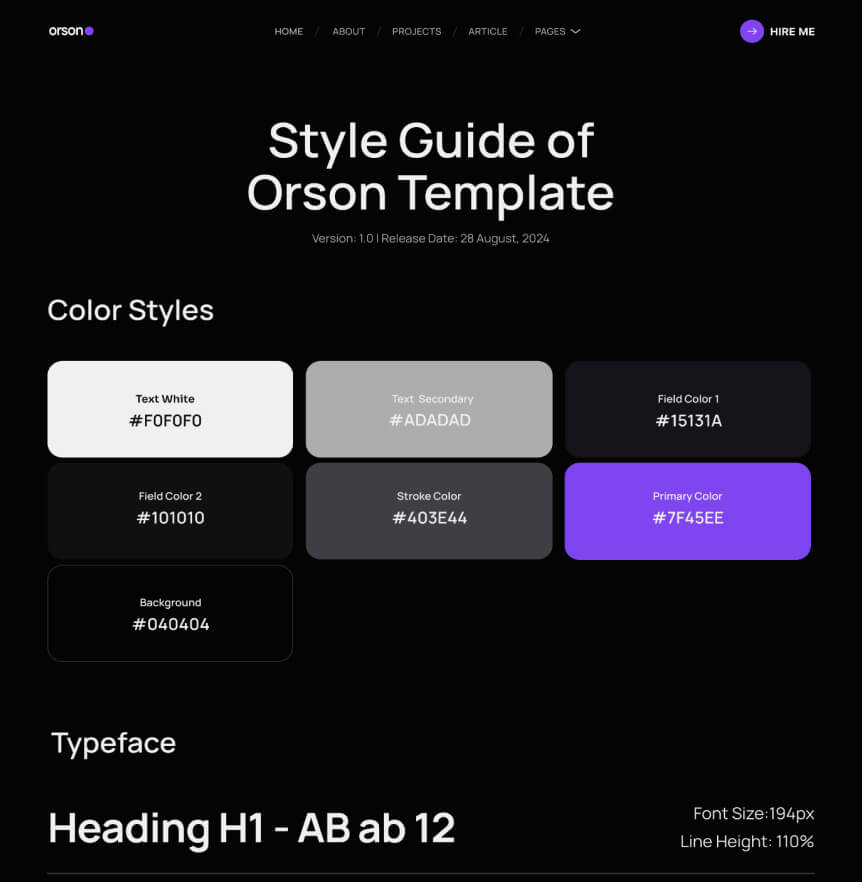 orson
HOME / ABOUT / PROJECTS / ARTICLE / PAGES
HIRE ME
Style Guide of
Orson Template
Version: 1.0 | Release Date: 28 August, 2024
Color Styles
Text White
#F0F0F0
Text Secondary
#ADADAD
Field Color 1
#15131A
Field Color 2
#101010
Stroke Color
#403E44
Primary Color
#7F45EE
Background
#040404
Typeface
Heading H1 - AB ab 12
Font Size:194px
Line Height: 110%